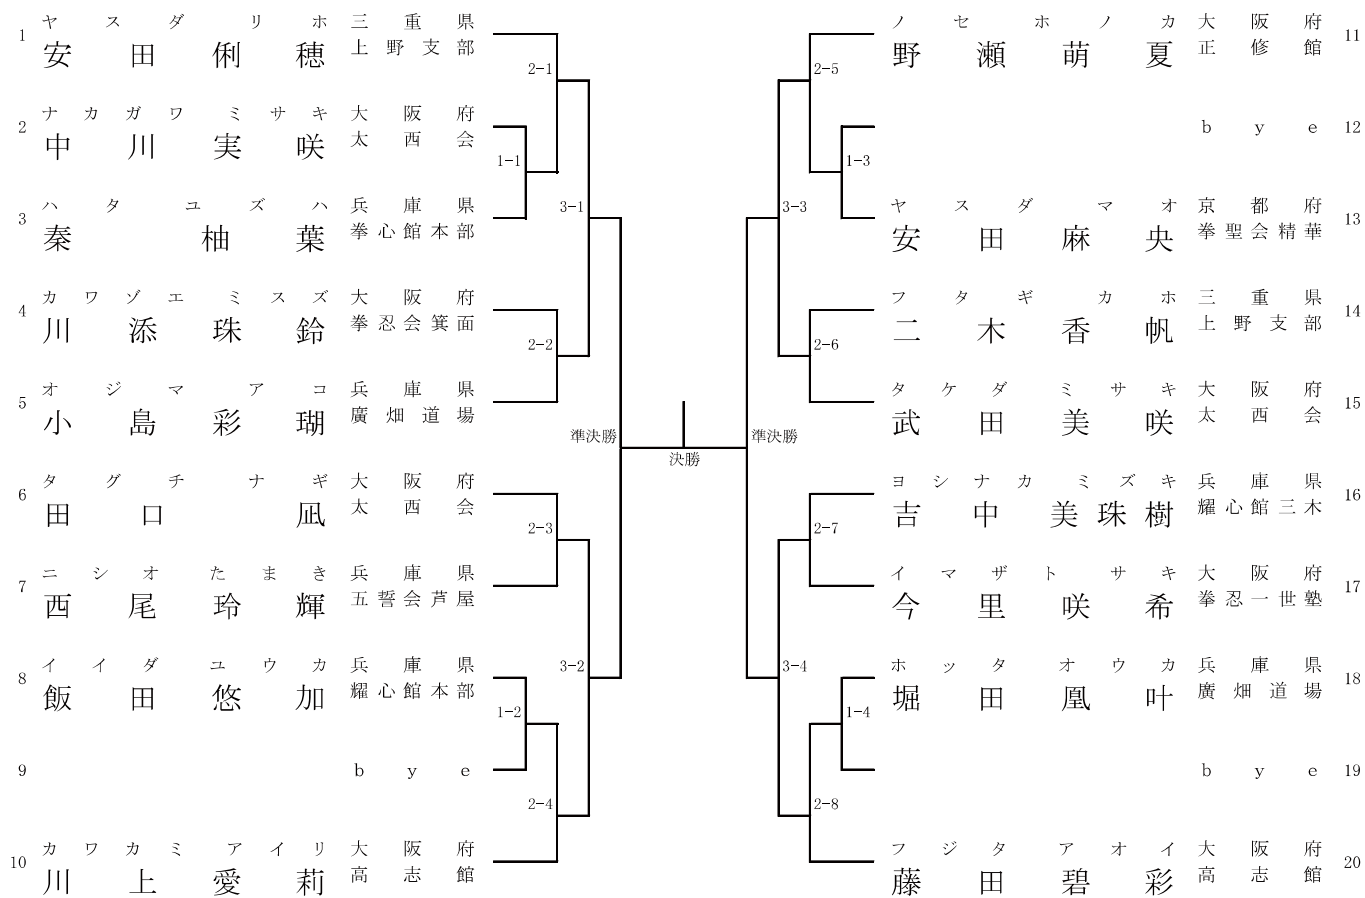 1 ヤスダ リホ 三重県
安田 俐穂 上野支部
2-1
2 ナカガワ ミサキ 大阪府
中川 実咲 太西会
1-1
3 ハタ ユズハ 兵庫県
秦 柚葉 拳心館本部
3-1
4 カワゾエ ミスズ 大阪府
川添 珠鈴 拳忍会箕面
2-2
5 オジマ アコ 兵庫県
小島 彩瑚 廣畑道場
準決勝
6 タグチ ナギ 大阪府
田口 凪 太西会
2-3
7 ニシオ たまき 兵庫県
西尾 玲輝 五誓会芦屋
3-2
8 イイダ ユウカ 兵庫県
飯田 悠加 耀心館本部
1-2
9 bye
2-4
10 カワカミ アイリ 大阪府
川上 愛莉 高志館
決勝
ノセ ホノカ 大阪府 11
野瀬 萌夏 正修館
2-5
bye 12
1-3
ヤスダ マオ 京都府 13
安田 麻央 拳聖会精華
3-3
フタギ カホ 三重県 14
二木 香帆 上野支部
2-6
タケダ ミサキ 大阪府 15
武田 美咲 太西会
準決勝
ヨシナカ ミズキ 兵庫県 16
吉中 美珠樹 耀心館三木
2-7
イマザト サキ 大阪府 17
今里 咲希 拳忍一世塾
3-4
ホッタ オウカ 兵庫県 18
堀田 凰叶 廣畑道場
1-4
bye 19
2-8
フジタ アオイ 大阪府 20
藤田 碧彩 高志館